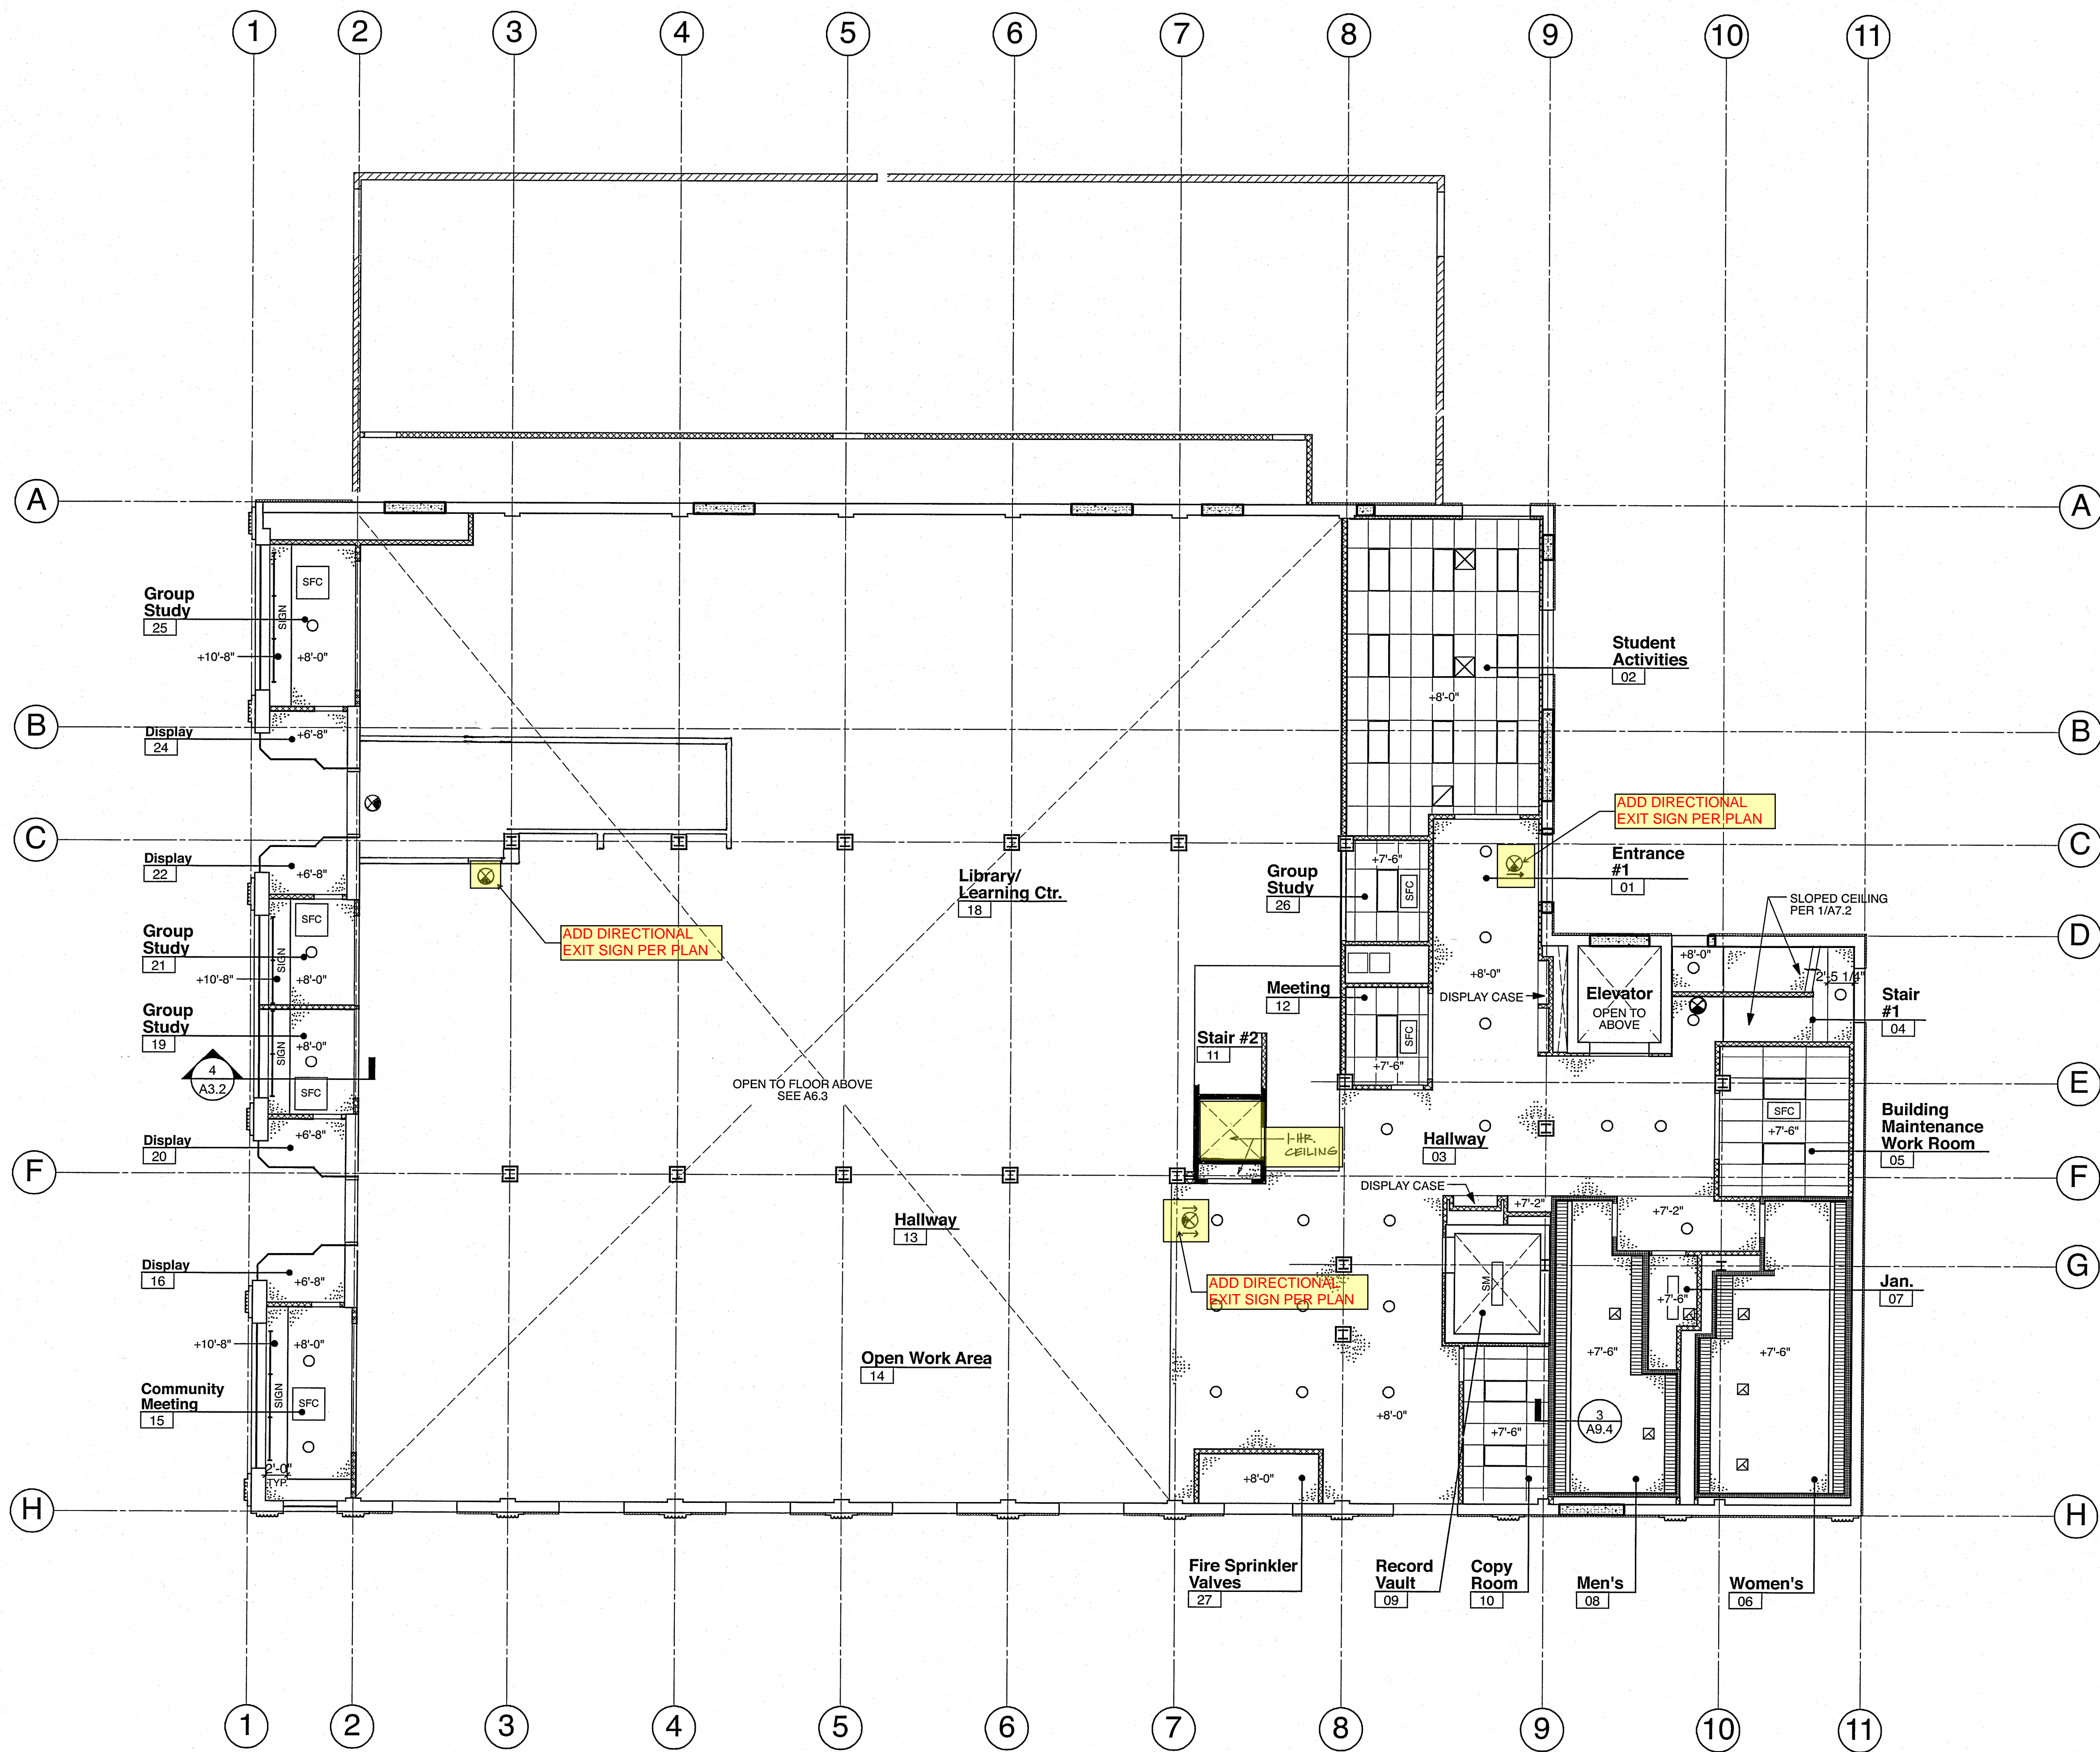 1 2 3 4 5 6 7 8 9 10 11
A A
SFC
Group
Study
25
SIGN
+10'-8" +8'-0"
Student
Activities
02
+8'-0"
B B
Display
24
+6'-8"
ADD DIRECTIONAL
EXIT SIGN PER PLAN
C C
Display
22
+6'-8"
Library/
Learning Ctr.
18
Group
Study
26
+7'-6"
SFC
Entrance
#1
01
SLOPED CEILING
PER 1/A7.2
ADD DIRECTIONAL
EXIT SIGN PER PLAN
D
SFC
Group
Study
21
SIGN
+10'-8" +8'-0"
Meeting
12
SFC
+7'-6"
+8'-0"
DISPLAY CASE
Elevator
OPEN TO
ABOVE
+8'-0"
2'-5 1/4"
Stair
#1
04
Group
Study
19
SIGN
+8'-0"
SFC
4
A3.2
Stair #2
11
OPEN TO FLOOR ABOVE
SEE A6.3
E
SFC
+7'-6"
Building
Maintenance
Work Room
05
Display
20
+6'-8"
1-HR.
CEILING
Hallway
03
F F
DISPLAY CASE
+7'-2"
+7'-2"
Hallway
13
Display
16
+6'-8"
ADD DIRECTIONAL
EXIT SIGN PER PLAN
SM
G
Jan.
07
+7'-6"
+10'-8" +8'-0"
SIGN
Community
Meeting
15
SFC
2'-0"
TYP.
Open Work Area
14
+7'-6"
+7'-6"
+8'-0"
+7'-6"
3
A9.4
+8'-0"
H H
Fire Sprinkler
Valves
27
Record
Vault
09
Copy
Room
10
Men's
08
Women's
06
1 2 3 4 5 6 7 8 9 10 11